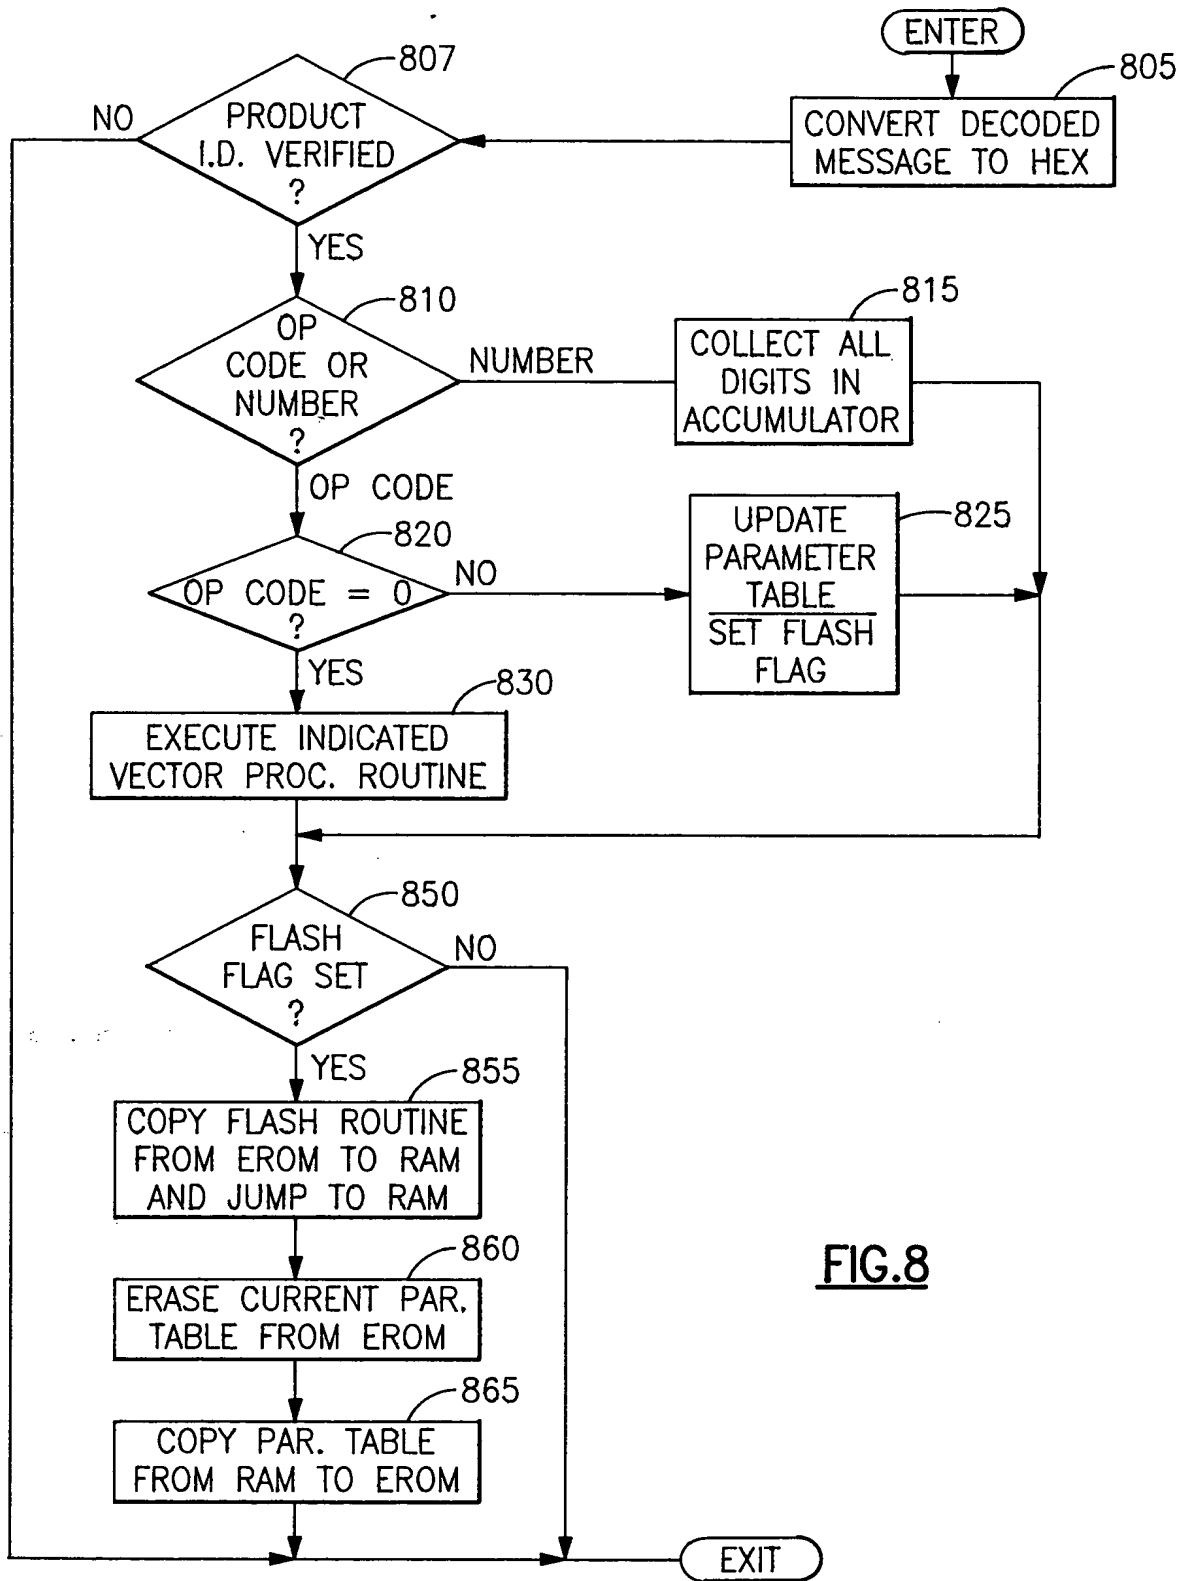 ENTER
805
CONVERT DECODED
MESSAGE TO HEX
807
PRODUCT
I.D. VERIFIED
?
NO
YES
810
OP
CODE OR
NUMBER
?
NUMBER
815
COLLECT ALL
DIGITS IN
ACCUMULATOR
OP CODE
820
OP CODE = 0
?
NO
825
UPDATE
PARAMETER
TABLE
SET FLASH
FLAG
YES
830
EXECUTE INDICATED
VECTOR PROC. ROUTINE
850
FLASH
FLAG SET
?
NO
YES
855
COPY FLASH ROUTINE
FROM EROM TO RAM
AND JUMP TO RAM
860
ERASE CURRENT PAR.
TABLE FROM EROM
865
COPY PAR. TABLE
FROM RAM TO EROM
EXIT
FIG.8